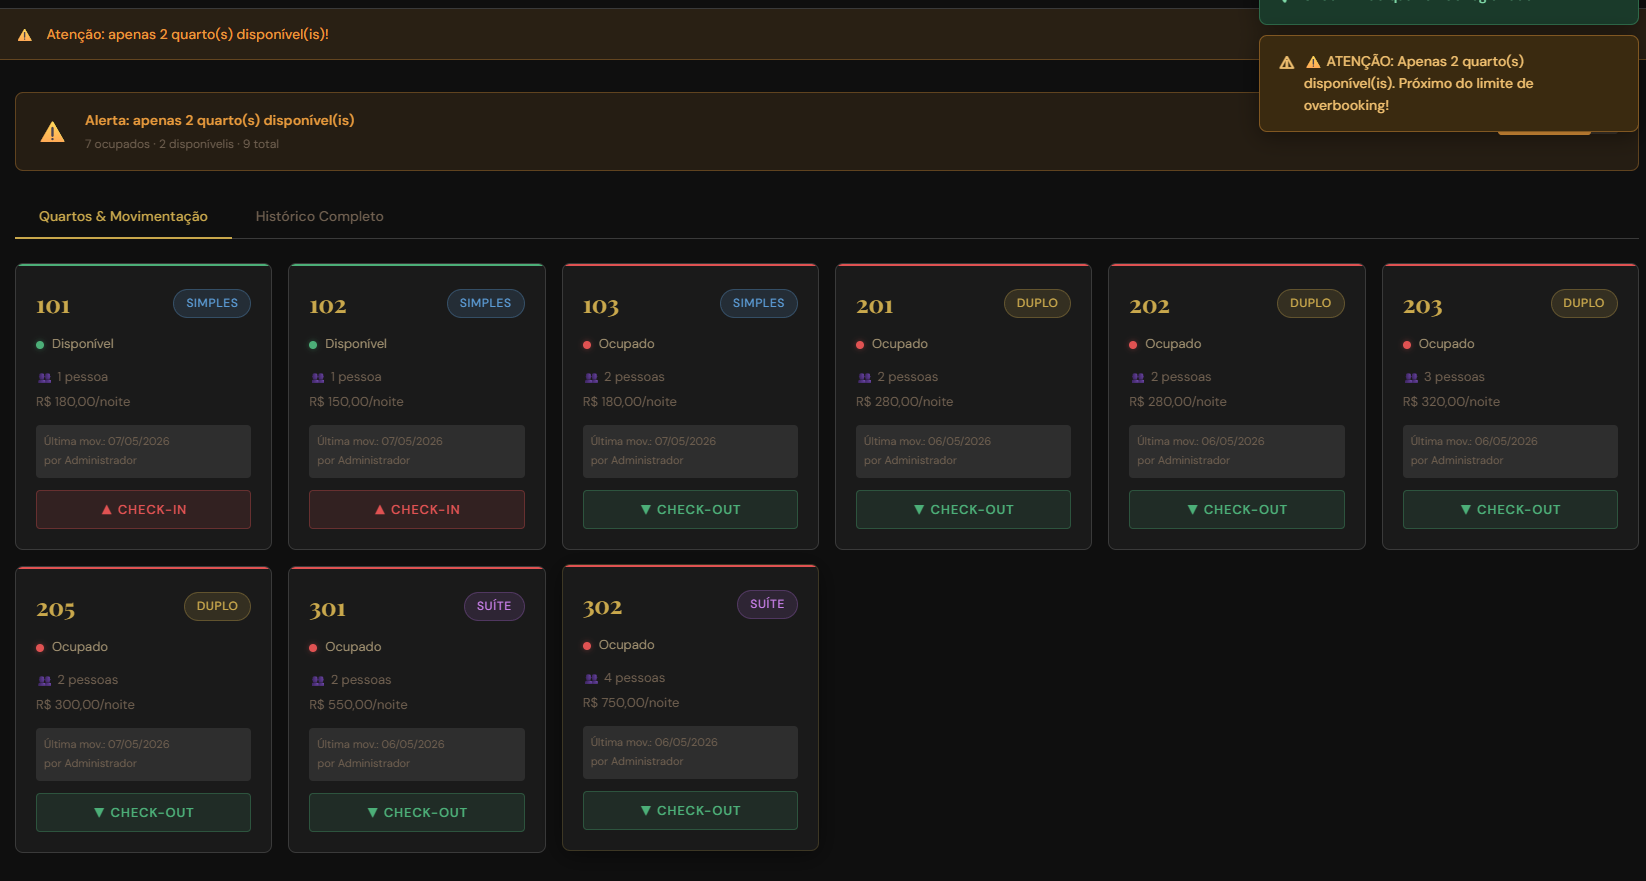 Atenção: apenas 2 quarto(s) disponível(is)!
⚠ ATENÇÃO: Apenas 2 quarto(s)
disponível(is). Próximo do limite de
overbooking!
Alerta: apenas 2 quarto(s) disponível(is)
7 ocupados · 2 disponívelis · 9 total
Quartos & Movimentação
Histórico Completo
101
SIMPLES
Disponível
1 pessoa
R$ 180,00/noite
Última mov.: 07/05/2026
por Administrador
▲ CHECK-IN
102
SIMPLES
Disponível
1 pessoa
R$ 150,00/noite
Última mov.: 07/05/2026
por Administrador
▲ CHECK-IN
103
SIMPLES
Ocupado
2 pessoas
R$ 180,00/noite
Última mov.: 07/05/2026
por Administrador
▼ CHECK-OUT
201
DUPLO
Ocupado
2 pessoas
R$ 280,00/noite
Última mov.: 06/05/2026
por Administrador
▼ CHECK-OUT
202
DUPLO
Ocupado
2 pessoas
R$ 280,00/noite
Última mov.: 06/05/2026
por Administrador
▼ CHECK-OUT
203
DUPLO
Ocupado
3 pessoas
R$ 320,00/noite
Última mov.: 06/05/2026
por Administrador
▼ CHECK-OUT
205
DUPLO
Ocupado
2 pessoas
R$ 300,00/noite
Última mov.: 07/05/2026
por Administrador
▼ CHECK-OUT
301
SUÍTE
Ocupado
2 pessoas
R$ 550,00/noite
Última mov.: 06/05/2026
por Administrador
▼ CHECK-OUT
302
SUÍTE
Ocupado
4 pessoas
R$ 750,00/noite
Última mov.: 06/05/2026
por Administrador
▼ CHECK-OUT